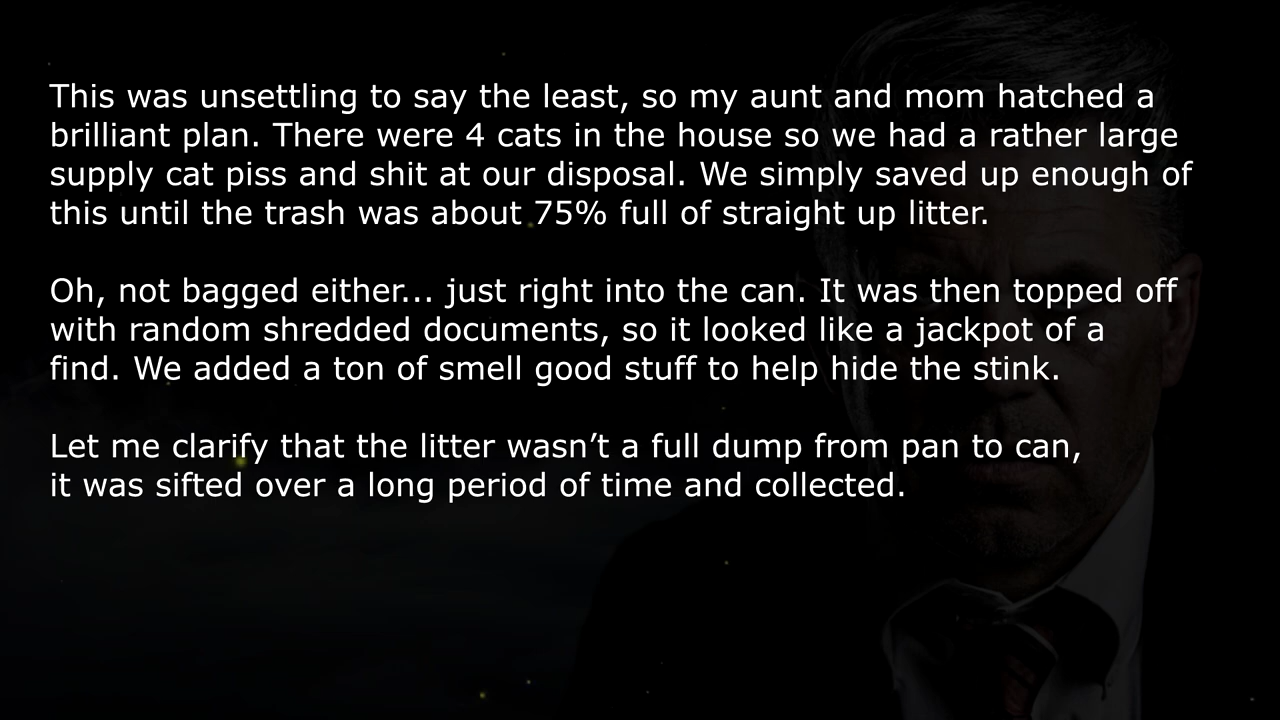 This was unsettling to say the least, so my aunt and mom hatched a
brilliant plan. There were 4 cats in the house so we had a rather large
supply cat piss and shit at our disposal. We simply saved up enough of
this until the trash was about 75% full of straight up litter.
Oh, not bagged either... just right into the can. It was then topped off
with random shredded documents, so it looked like a jackpot of a
find. We added a ton of smell good stuff to help hide the stink.
Let me clarify that the litter wasn’t a full dump from pan to can,
it was sifted over a long period of time and collected.